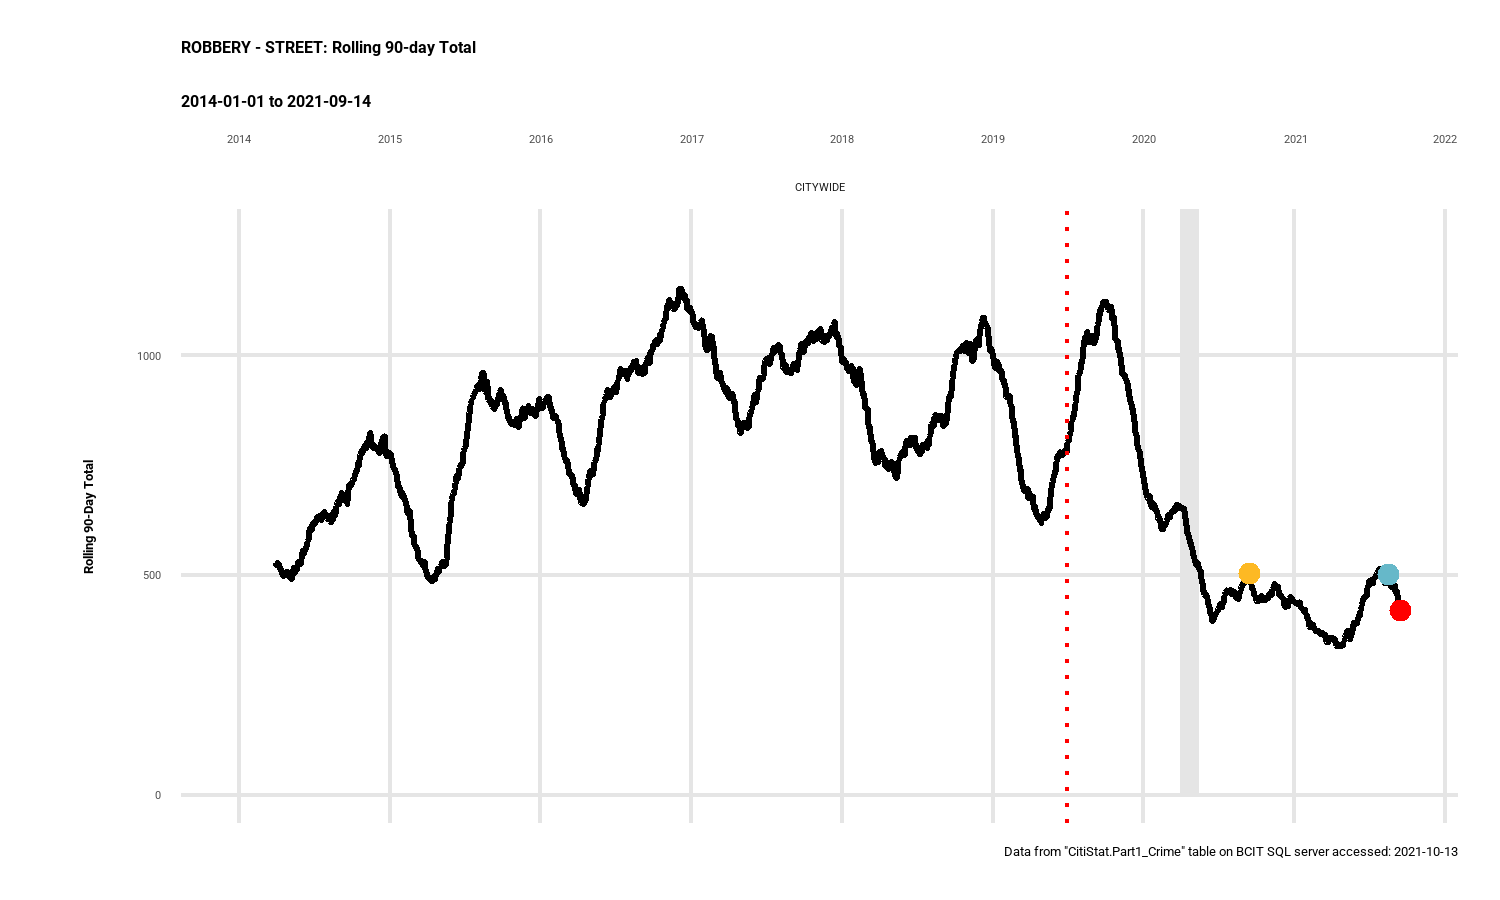 ROBBERY - STREET: Rolling 90-day Total
2014-01-01 to 2021-09-14
2014 2015 2016 2017 2018 2019 2020 2021 2022
CITYWIDE
1000
500
0
Rolling 90-Day Total
Data from "CitiStat.Part1_Crime" table on BCIT SQL server accessed: 2021-10-13